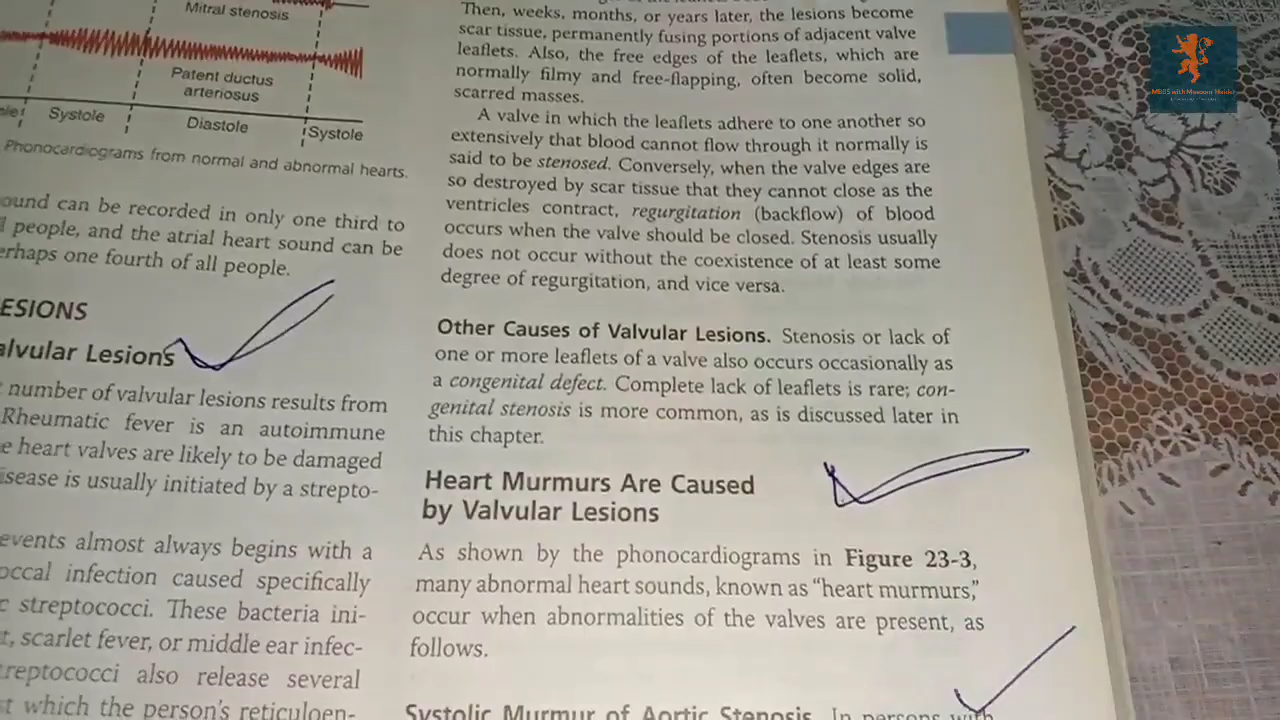 Mitral stenosis
Patent ductus
arteriosus
Systole
Diastole
Systole
Phonocardiograms from normal and abnormal hearts.
ound can be recorded in only one third to
people, and the atrial heart sound can be
erhaps one fourth of all people.
ESIONS
alvular Lesions
number of valvular lesions results from
Rheumatic fever is an autoimmune
e heart valves are likely to be damaged
isease is usually initiated by a strepto-
events almost always begins with a
occal infection caused specifically
c streptococci. These bacteria ini-
t, scarlet fever, or middle ear infec-
treptococci also release several
st which the person's reticuloen-
Then, weeks, months, or years later, the lesions become
scar tissue, permanently fusing portions of adjacent valve
leaflets. Also, the free edges of the leaflets, which are
normally filmy and free-flapping, often become solid,
scarred masses.
A valve in which the leaflets adhere to one another so
extensively that blood cannot flow through it normally is
said to be stenosed. Conversely, when the valve edges are
so destroyed by scar tissue that they cannot close as the
ventricles contract, regurgitation (backflow) of blood
occurs when the valve should be closed. Stenosis usually
does not occur without the coexistence of at least some
degree of regurgitation, and vice versa.
Other Causes of Valvular Lesions. Stenosis or lack of
one or more leaflets of a valve also occurs occasionally as
a congenital defect. Complete lack of leaflets is rare; con-
genital stenosis is more common, as is discussed later in
this chapter.
Heart Murmurs Are Caused
by Valvular Lesions
As shown by the phonocardiograms in Figure 23-3,
many abnormal heart sounds, known as “heart murmurs,”
occur when abnormalities of the valves are present, as
follows.
Systolic Murmur of Aortic Stenosis. In persons with